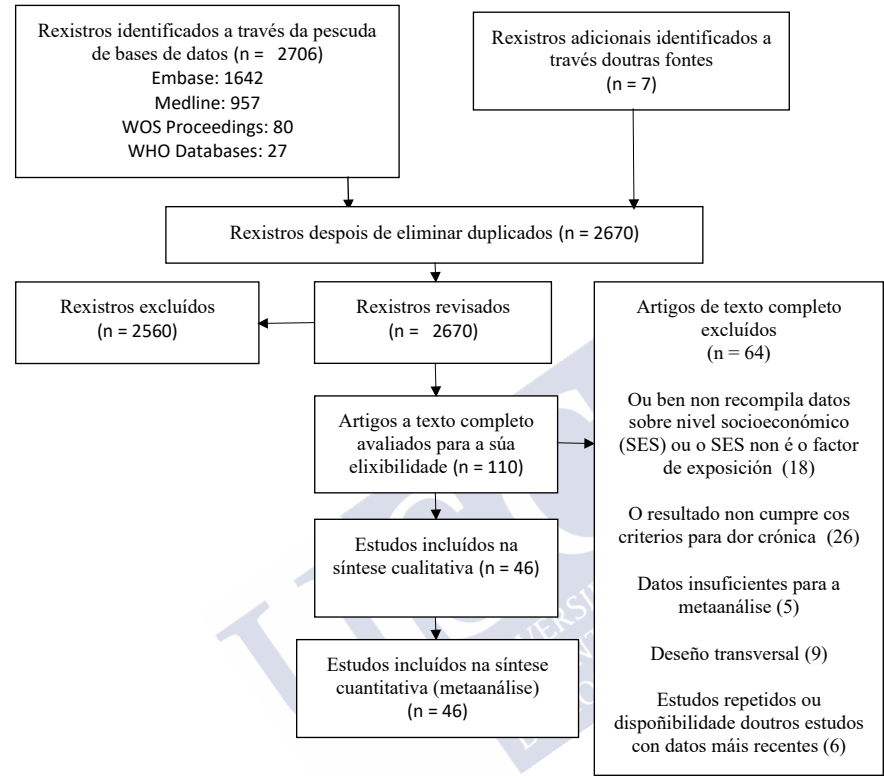 Rexistros identificados a través da pescuda
de bases de datos (n = 2706)
Embase: 1642
Medline: 957
WOS Proceedings: 80
WHO Databases: 27
Rexistros adicionais identificados a
través doutras fontes
(n = 7)
Rexistros despois de eliminar duplicados (n = 2670)
Rexistros excluídos
(n = 2560)
Rexistros revisados
(n = 2670)
Artigos a texto completo
avaliados para a súa
elixibilidade (n = 110)
Artigos de texto completo
excluídos
(n = 64)
Ou ben non recompila datos
sobre nivel socioeconómico
(SES) ou o SES non é o factor
de exposición (18)
O resultado non cumpre cos
criterios para dor crónica (26)
Datos insuficientes para a
metaanálise (5)
Deseño transversal (9)
Estudos repetidos ou
dispoñibilidade doutros estudos
con datos máis recentes (6)
Estudos incluídos na
síntese cualitativa (n = 46)
Estudos incluídos na síntese
cuantitativa (metaanálise)
(n = 46)